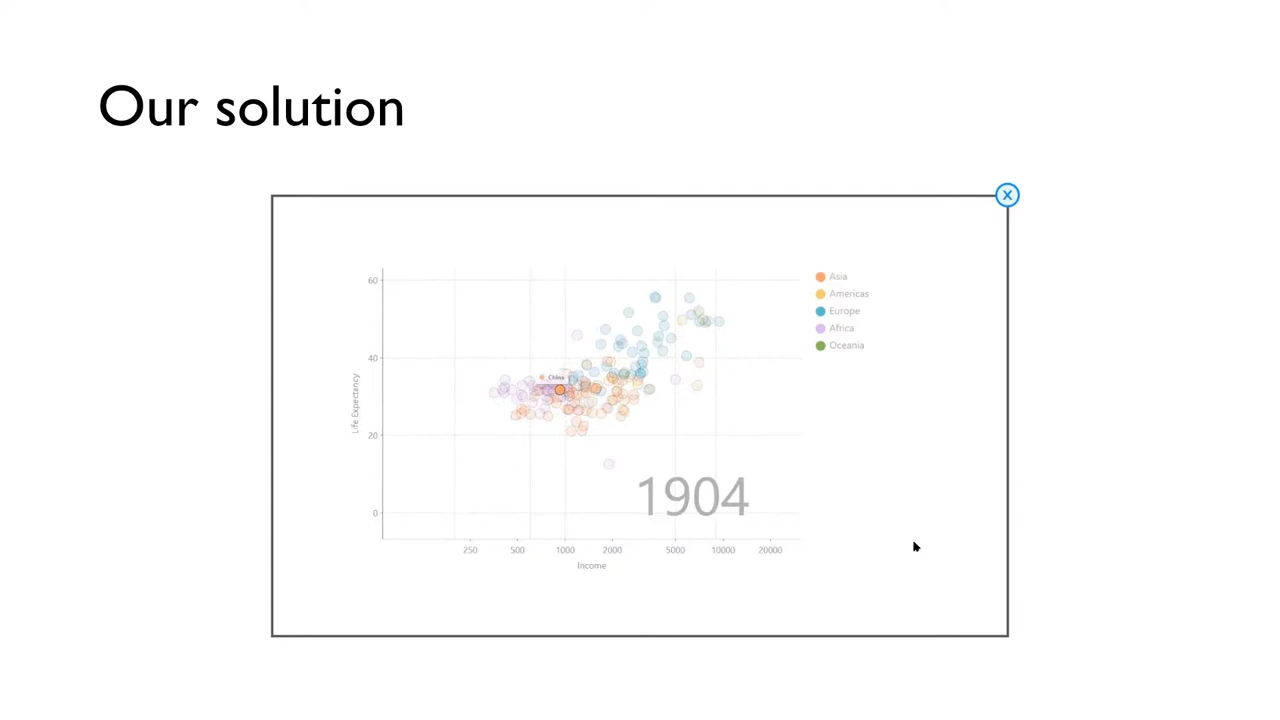 Our solution
X
Asia
Americas
Europe
Africa
Oceania
60
40
20
0
Life Expectancy
China
1904
250 500 1000 2000 5000 10000 20000
Income